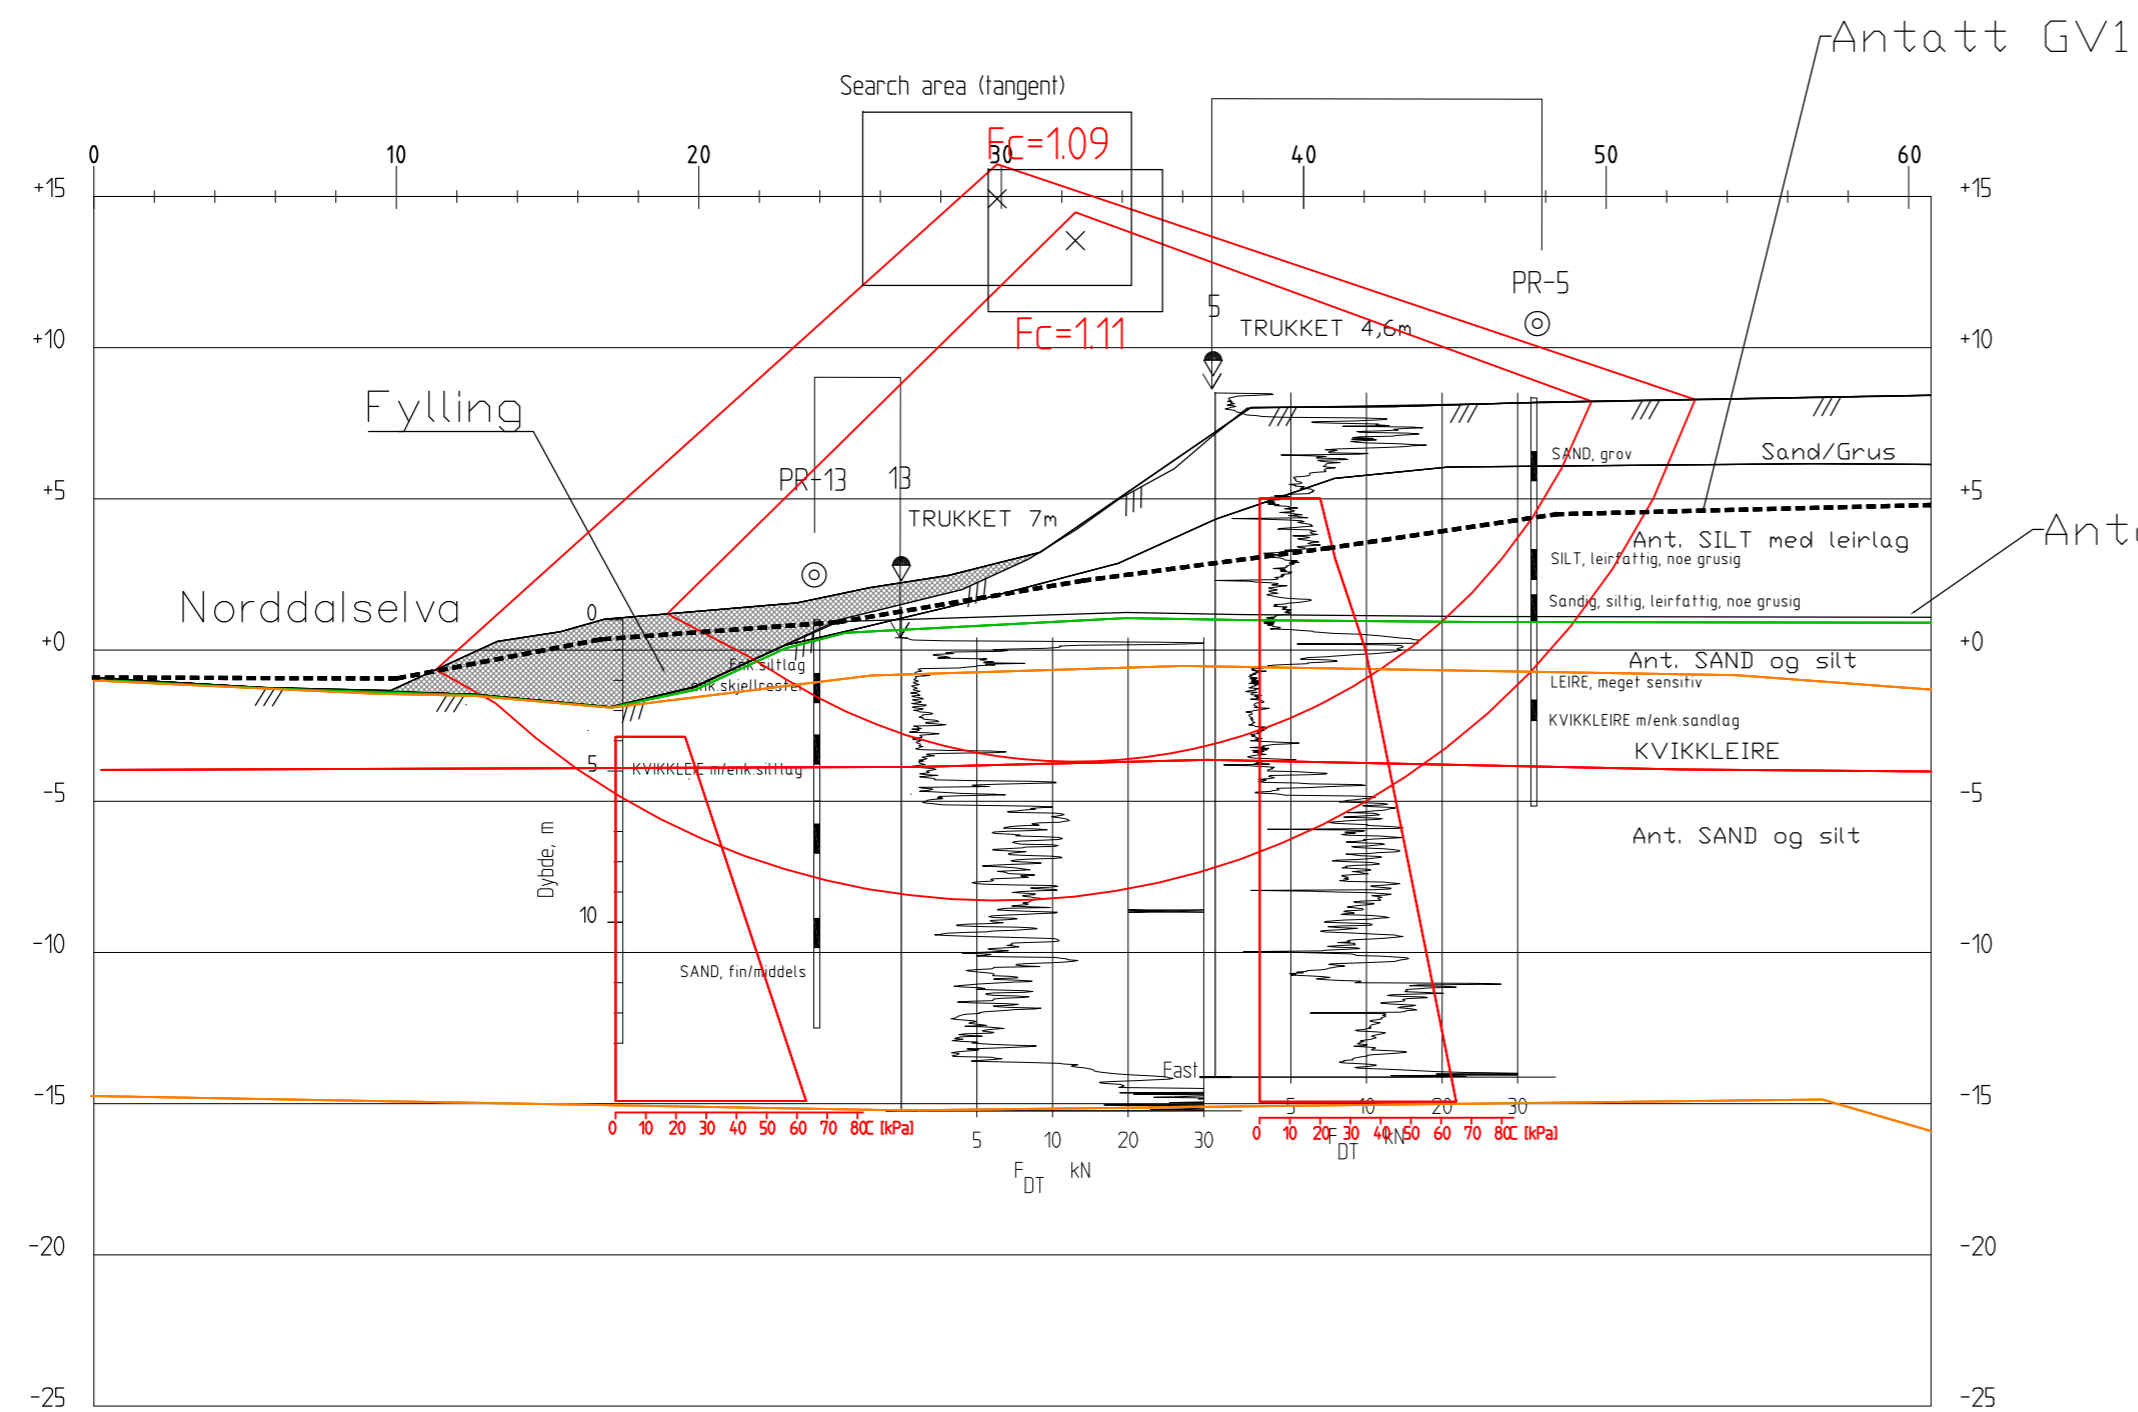 Antatt GV1
Search area (tangent)
Fc=1.09
0 10 20 30 40 50 60
+15 +15
PR-5
5
TRUKKET 4,6m
Fc=1.11
+10 +10
Fylling
SAND, grov
Sand/Grus
PR-13
13
+5 +5
TRUKKET 7m
Ant. SILT med leirlag
SILT, leirfattig, noe grusig
Norddalselva
0
Sandig, siltig, leirfattig, noe grusig
+0 +0
Enk.siltlag
Ant. SAND og silt
enk.skjellrester
LEIRE, meget sensitiv
KVIKKLEIRE m/enk.sandlag
KVIKKLEIRE
5
KVIKKLEIE m/enk.siltlag
-5 -5
Ant. SAND og silt
Dybde, m
10
-10 -10
SAND, fin/middels
East
-15 -15
5 10 20 30
0 10 20 30 40 50 60 70 80 C [kPa]
0 10 20 30 40 50 60 70 80 C [kPa]
5 10 20 30
F DT kN
F DT kN
-20 -20
-25 -25